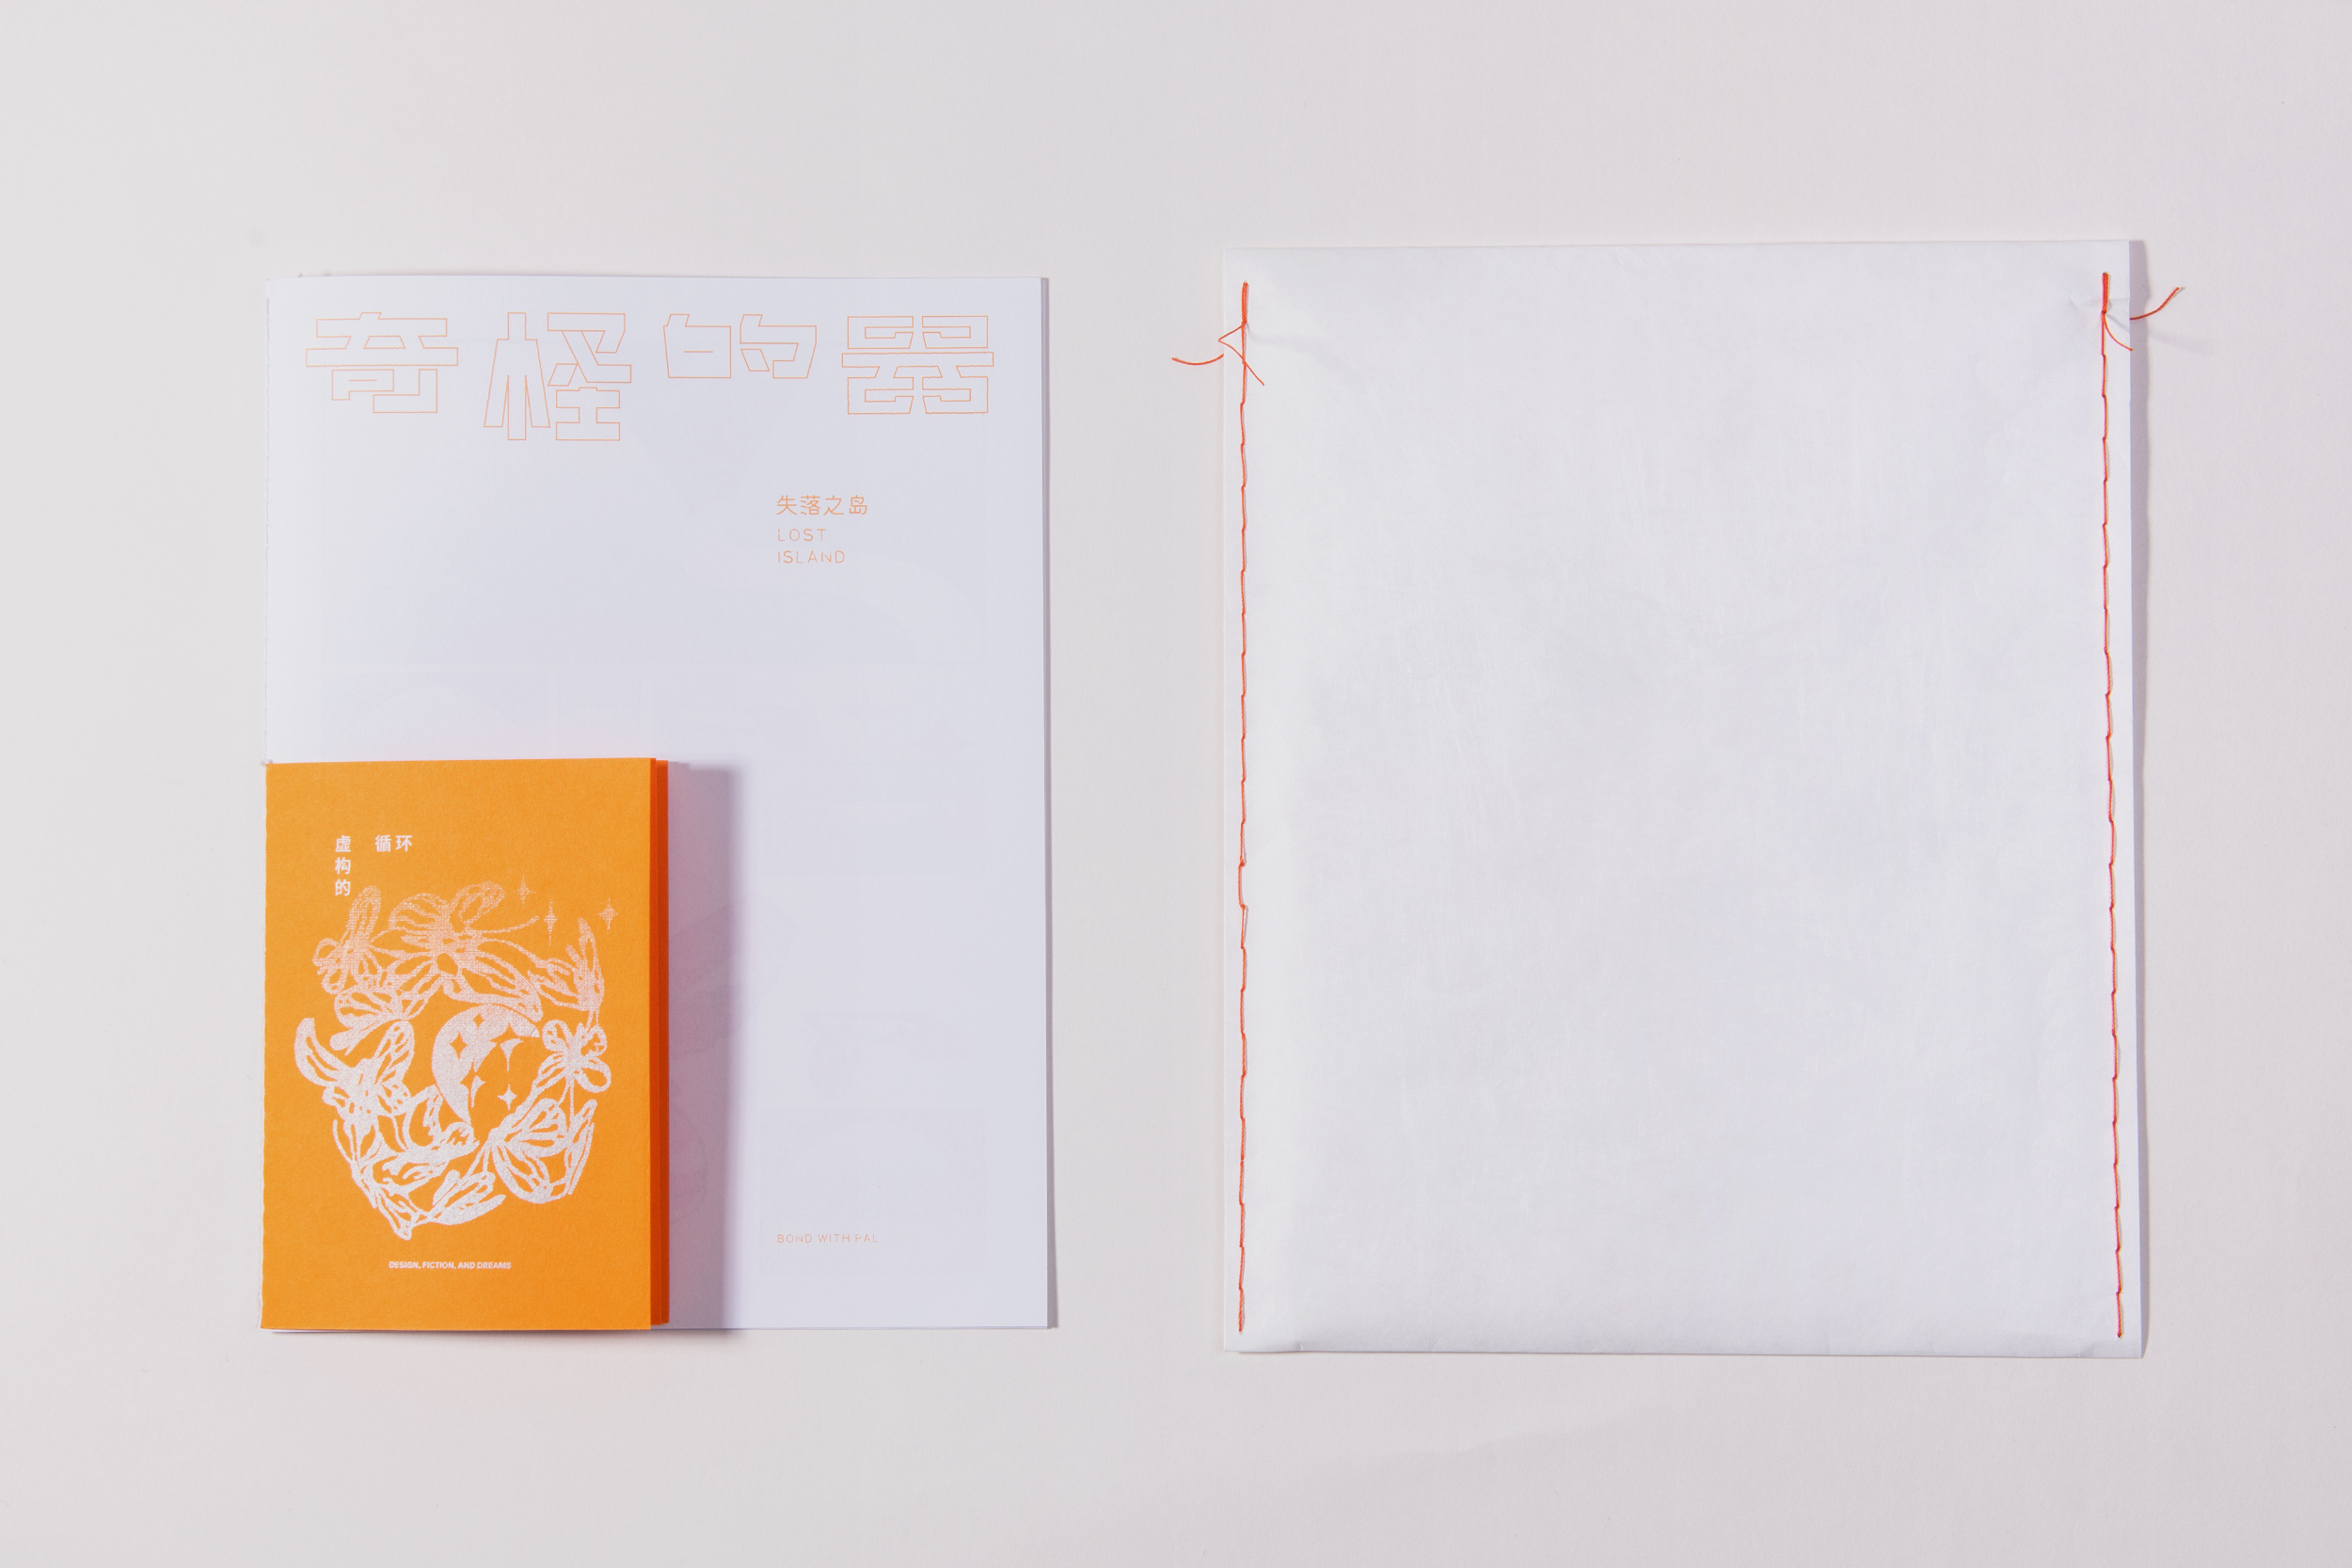 奇怪的器
失落之岛
LOST
ISLAND
BOND WITH PAL
虚构的
循环
DESIGN, FICTION, AND DREAMS